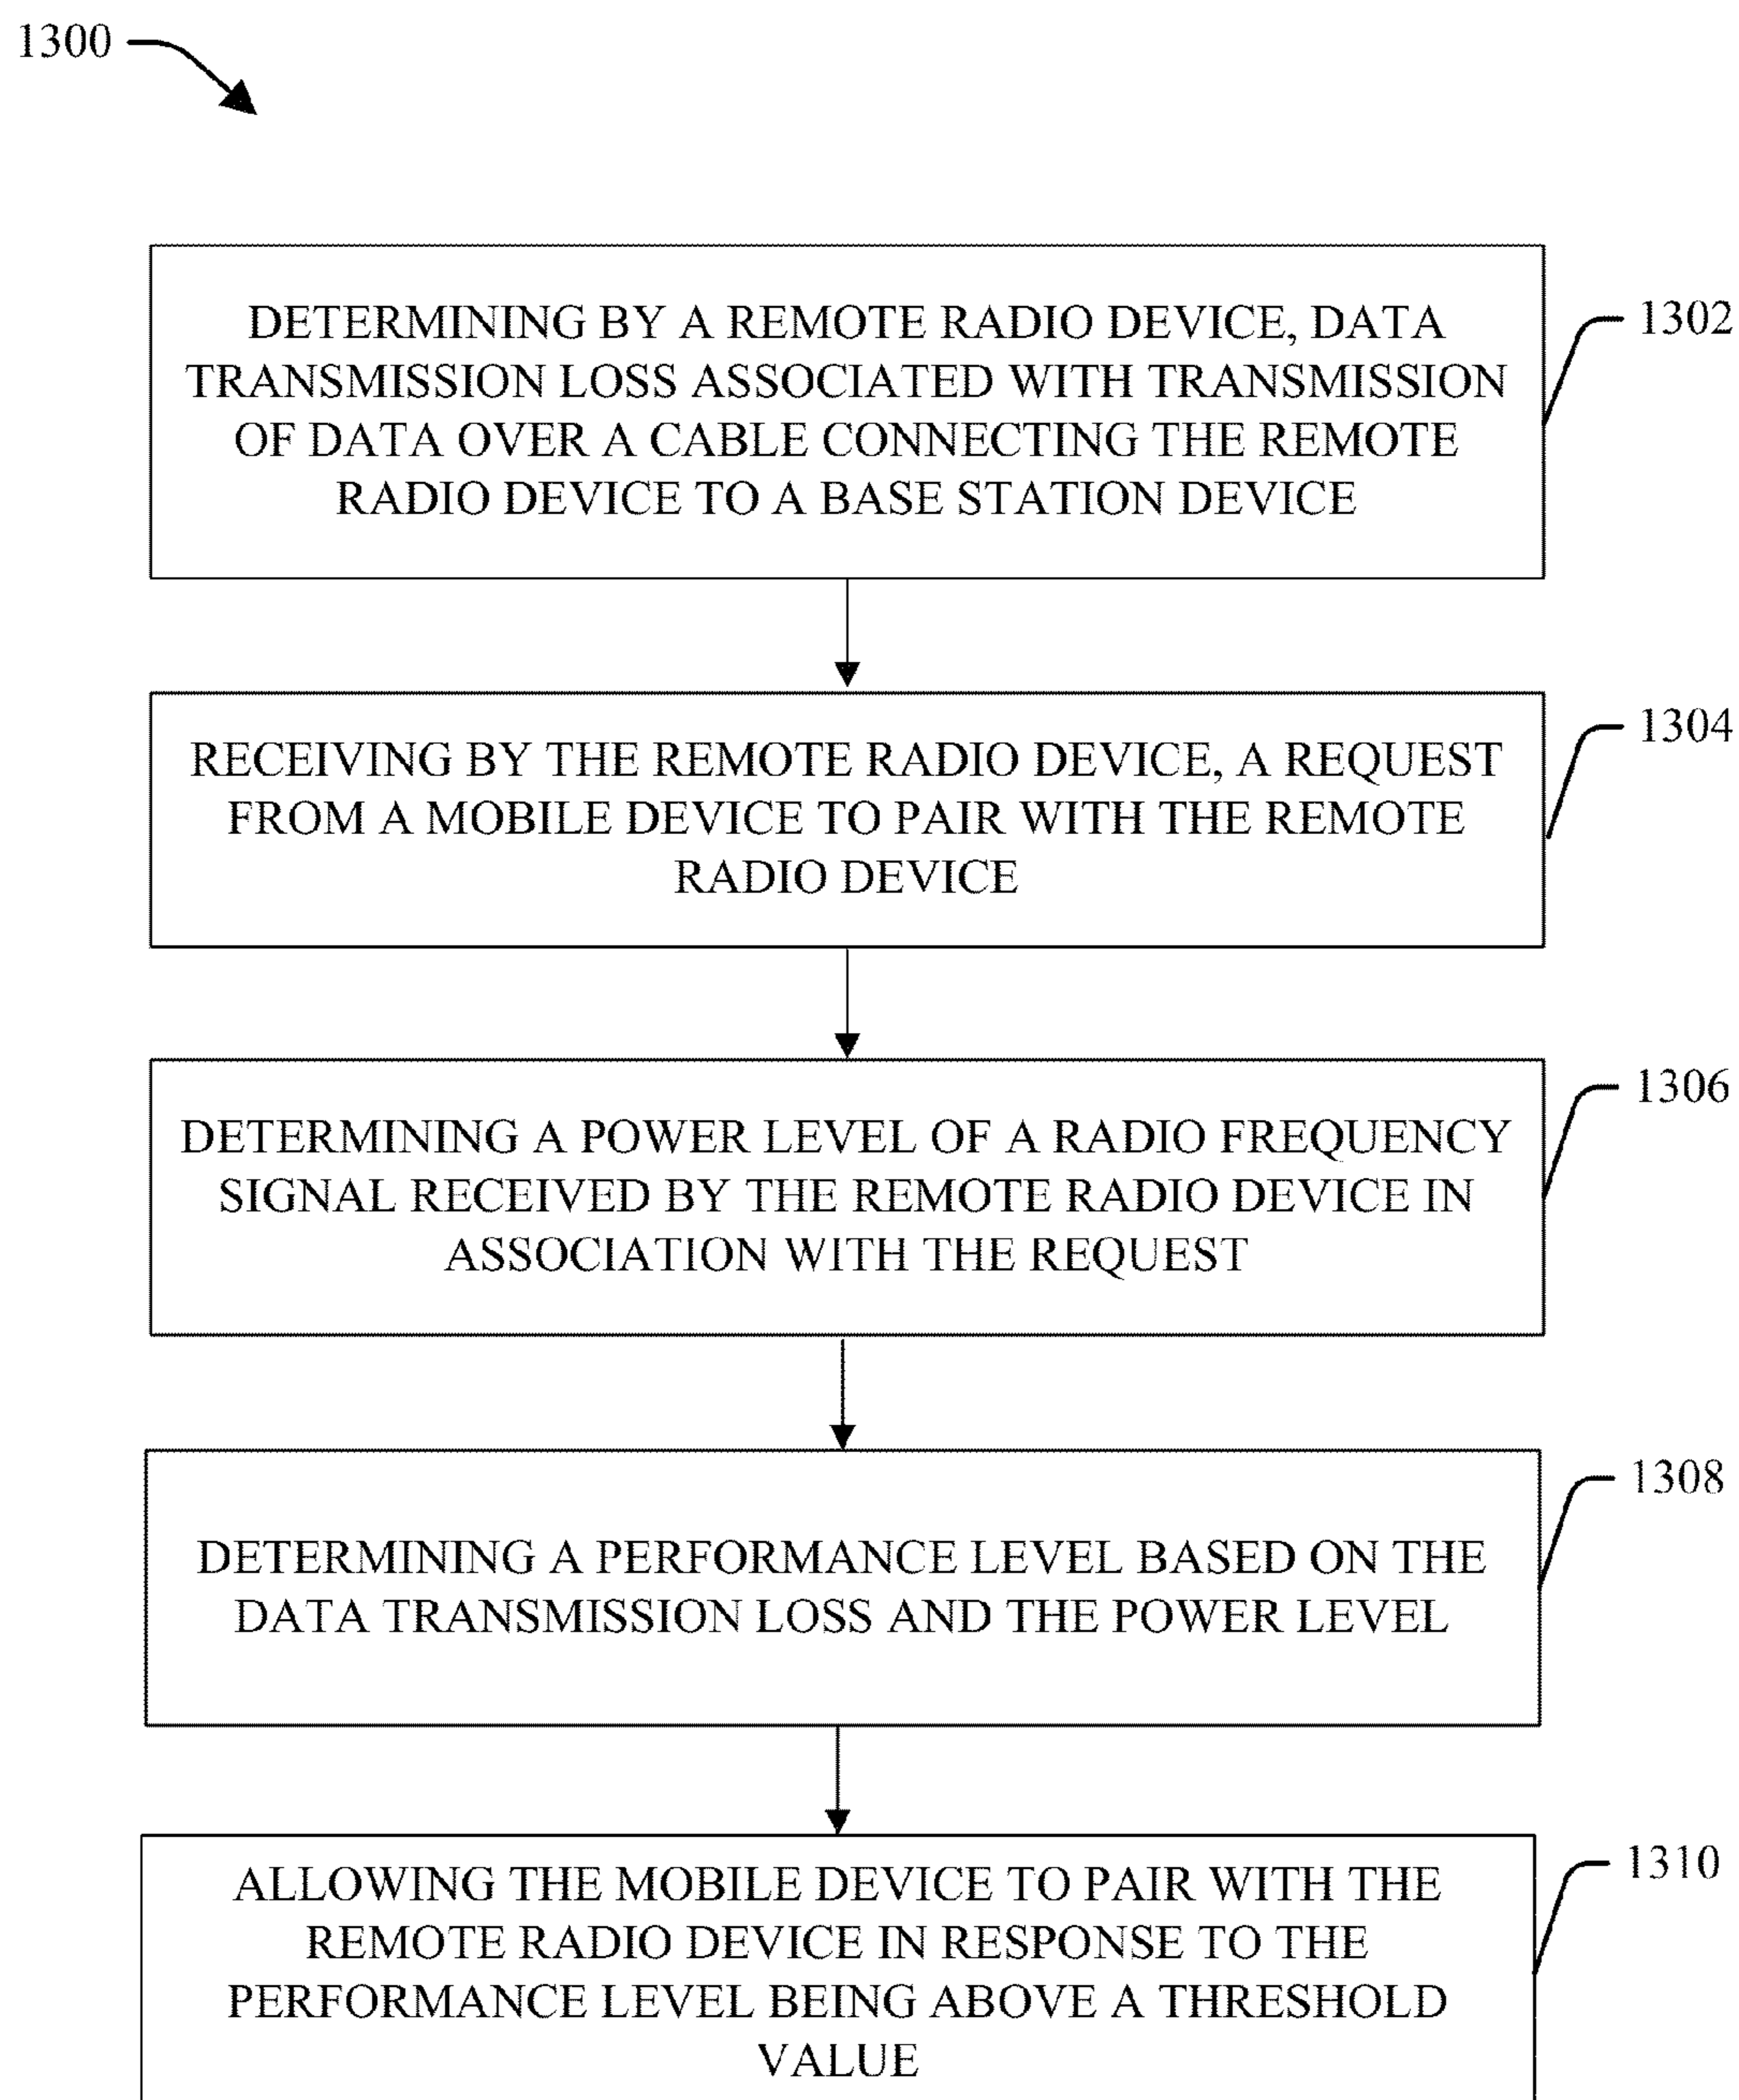 1300
DETERMINING BY A REMOTE RADIO DEVICE, DATA
TRANSMISSION LOSS ASSOCIATED WITH TRANSMISSION
OF DATA OVER A CABLE CONNECTING THE REMOTE
RADIO DEVICE TO A BASE STATION DEVICE
1302
RECEIVING BY THE REMOTE RADIO DEVICE, A REQUEST
FROM A MOBILE DEVICE TO PAIR WITH THE REMOTE
RADIO DEVICE
1304
DETERMINING A POWER LEVEL OF A RADIO FREQUENCY
SIGNAL RECEIVED BY THE REMOTE RADIO DEVICE IN
ASSOCIATION WITH THE REQUEST
1306
DETERMINING A PERFORMANCE LEVEL BASED ON THE
DATA TRANSMISSION LOSS AND THE POWER LEVEL
1308
ALLOWING THE MOBILE DEVICE TO PAIR WITH THE
REMOTE RADIO DEVICE IN RESPONSE TO THE
PERFORMANCE LEVEL BEING ABOVE A THRESHOLD
VALUE
1310